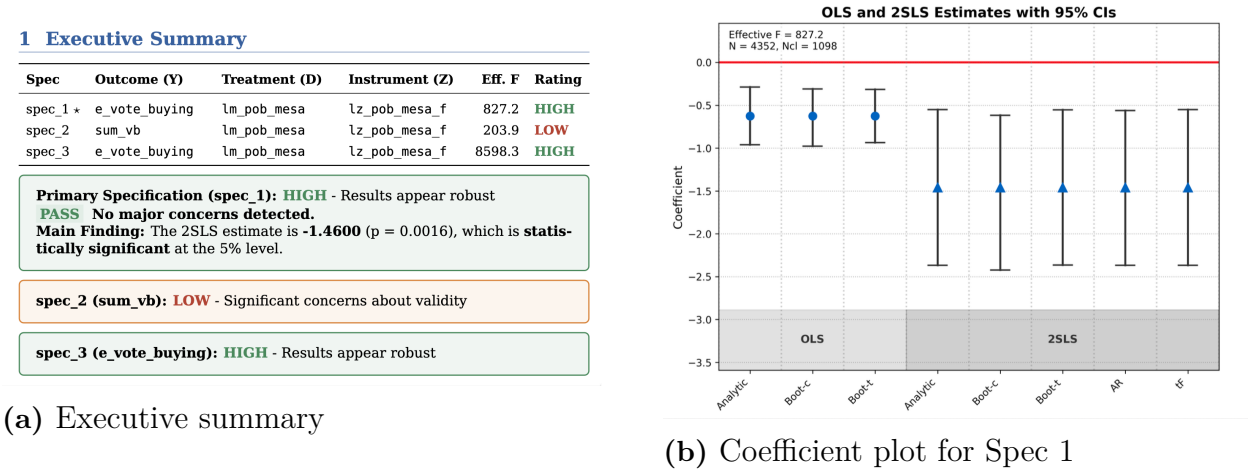 1 Executive Summary
Spec Outcome (Y) Treatment (D) Instrument (Z) Eff. F Rating
spec_1 ⋆ e_vote_buying lm_pob_mesa lz_pob_mesa_f 827.2 HIGH
spec_2 sum_vb lm_pob_mesa lz_pob_mesa_f 203.9 LOW
spec_3 e_vote_buying lm_pob_mesa lz_pob_mesa_f 8598.3 HIGH
Primary Specification (spec_1): HIGH - Results appear robust
PASS No major concerns detected.
Main Finding: The 2SLS estimate is -1.4600 (p = 0.0016), which is statis-
tically significant at the 5% level.
spec_2 (sum_vb): LOW - Significant concerns about validity
spec_3 (e_vote_buying): HIGH - Results appear robust
(a) Executive summary
OLS and 2SLS Estimates with 95% CIs
Effective F = 827.2
N = 4352, Ncl = 1098
Coefficient
0.0
−0.5
−1.0
−1.5
−2.0
−2.5
−3.0
−3.5
OLS 2SLS
Analytic Boot-c Boot-t Analytic Boot-c Boot-t AR tF
(b) Coefficient plot for Spec 1